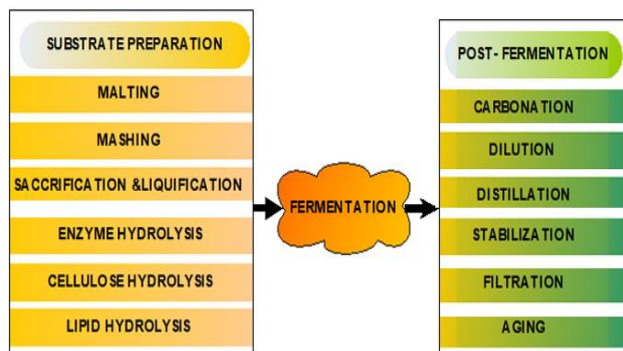 SUBSTRATE PREPARATION
MALTING
MASHING
SACCRIFICATION &LIQUIFICATION
ENZYME HYDROLYSIS
CELLULOSE HYDROLYSIS
LIPID HYDROLYSIS
FERMENTATION
POST- FERMENTATION
CARBONATION
DILUTION
DISTILLATION
STABILIZATION
FILTRATION
AGING